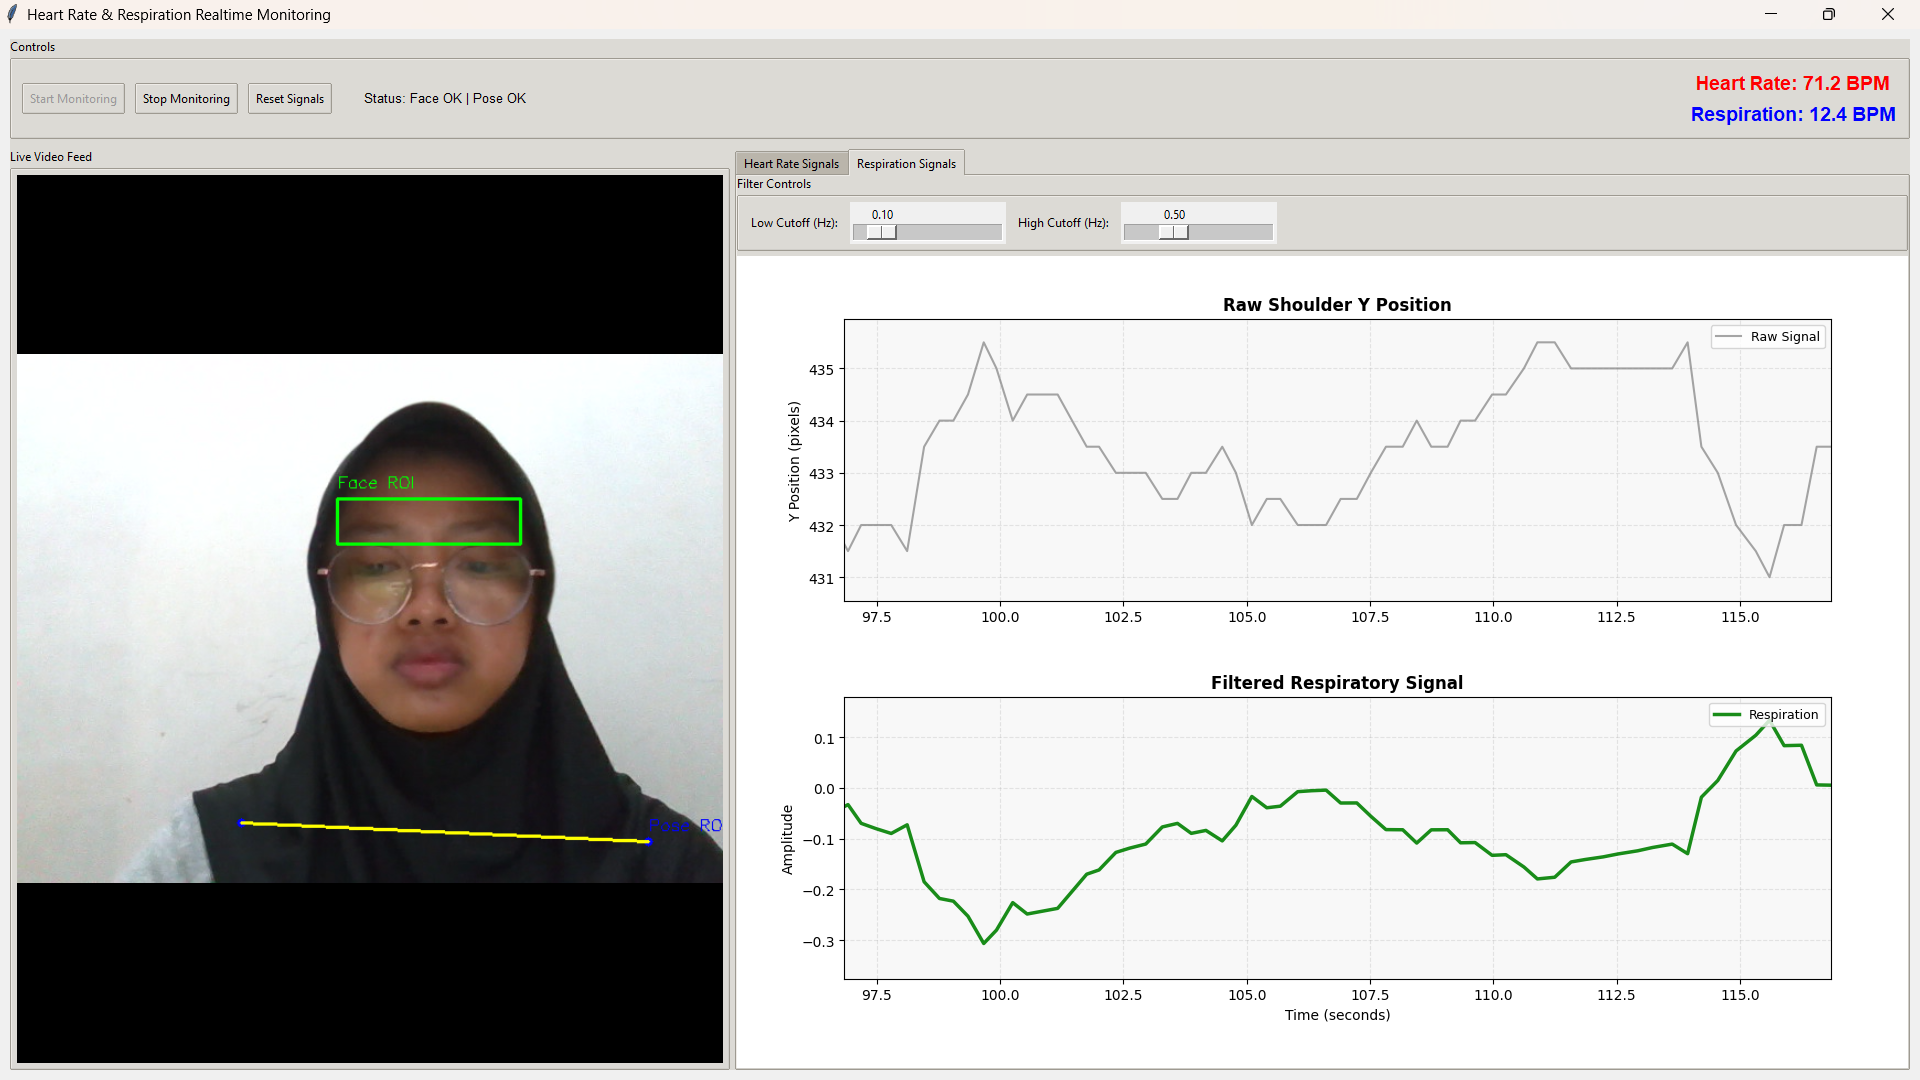 Heart Rate & Respiration Realtime Monitoring
Controls
Start Monitoring
Stop Monitoring
Reset Signals
Status: Face OK | Pose OK
Heart Rate: 71.2 BPM
Respiration: 12.4 BPM
Live Video Feed
Face ROI
Pose RO
Heart Rate Signals
Respiration Signals
Filter Controls
Low Cutoff (Hz):
0.10
High Cutoff (Hz):
0.50
Raw Shoulder Y Position
Raw Signal
Y Position (pixels)
435
434
433
432
431
97.5 100.0 102.5 105.0 107.5 110.0 112.5 115.0
Filtered Respiratory Signal
Respiration
Amplitude
0.1
0.0
−0.1
−0.2
−0.3
97.5 100.0 102.5 105.0 107.5 110.0 112.5 115.0
Time (seconds)